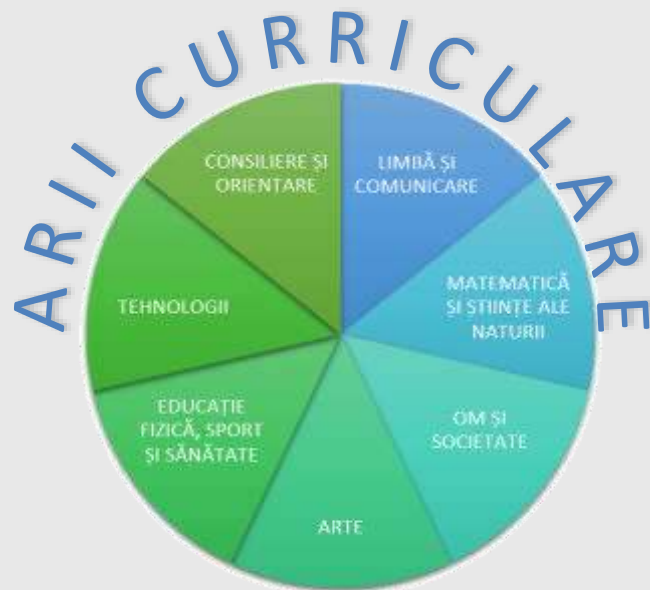 ARII CURRICULARE
CONSILIERE ȘI
ORIENTARE
LIMBĂ ȘI
COMUNICARE
TEHNOLOGII
MATEMATICĂ
ȘI ȘTIINȚE ALE
NATURII
EDUCAȚIE
FIZICĂ, SPORT
ȘI SĂNĂTATE
OM ȘI
SOCIETATE
ARTE